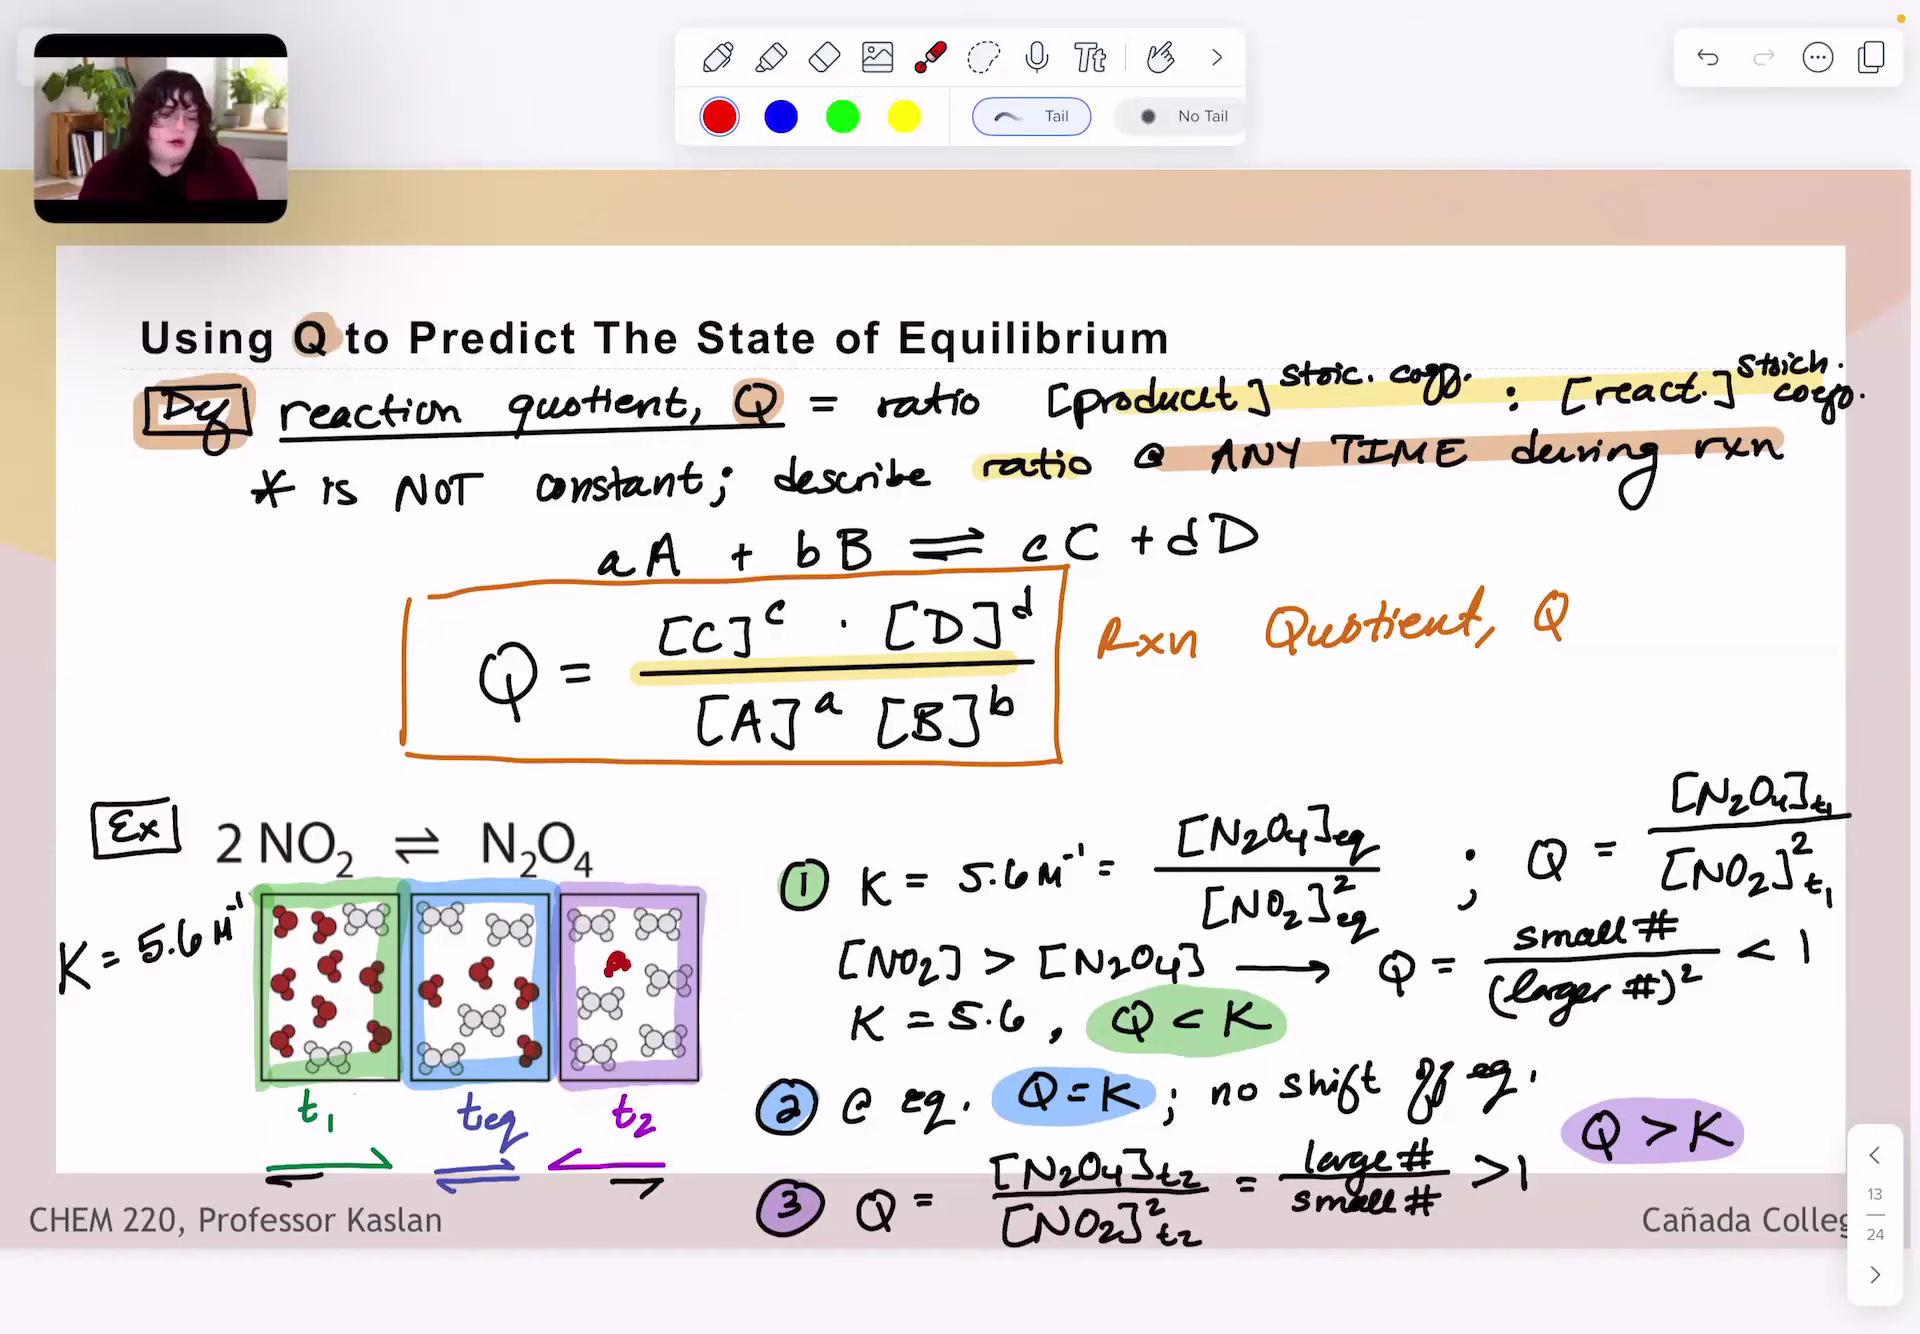 Tt
Tail
No Tail
Using Q to Predict The State of Equilibrium
Def reaction quotient, Q = ratio [product]^stoic. coeff. : [react.]^stoich. coeff.
* is NOT constant; describe ratio @ ANY TIME during rxn
aA + bB ⇌ cC + dD
Q = [C]^c · [D]^d / [A]^a [B]^b
Rxn Quotient, Q
Ex
2 NO₂ ⇌ N₂O₄
K = 5.6 M⁻¹
t₁ teq t₂
① K = 5.6 M⁻¹ = [N₂O₄]eq / [NO₂]²eq ; Q = [N₂O₄]t₁ / [NO₂]²t₁
[NO₂] > [N₂O₄] → Q = small # / (larger #)² < 1
K = 5.6, Q < K
② @ eq. Q = K ; no shift of eq.
③ Q = [N₂O₄]t₂ / [NO₂]²t₂ = large # / small # > 1
Q > K
CHEM 220, Professor Kaslan
Cañada Colleg
13
24